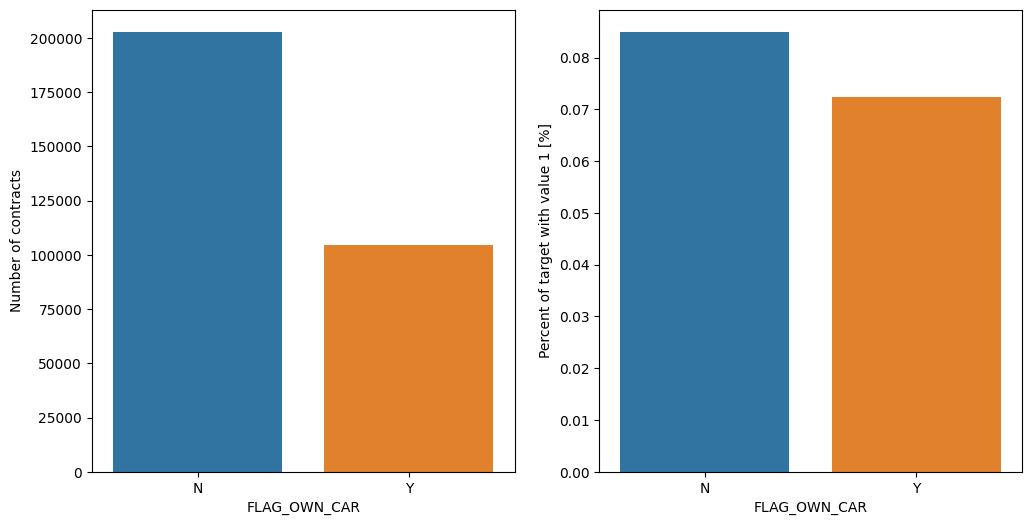 Number of contracts
200000
175000
150000
125000
100000
75000
50000
25000
0
N
Y
FLAG_OWN_CAR
Percent of target with value 1 [%]
0.08
0.07
0.06
0.05
0.04
0.03
0.02
0.01
0.00
N
Y
FLAG_OWN_CAR